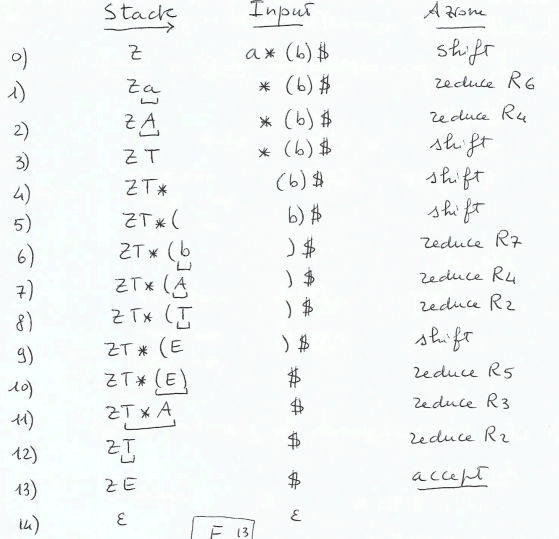 Stack Input Azione
0) Z a * (b) $ shift
1) Za * (b) $ reduce R6
2) ZA * (b) $ reduce R4
3) ZT * (b) $ shift
4) ZT* (b) $ shift
5) ZT*( b) $ shift
6) ZT*(b ) $ reduce R7
7) ZT*(A ) $ reduce R4
8) ZT*(T ) $ reduce R2
9) ZT*(E ) $ shift
10) ZT*(E) $ reduce R5
11) ZT*A $ reduce R3
12) ZT $ reduce R2
13) ZE $ accept
14) ε ε
E 13